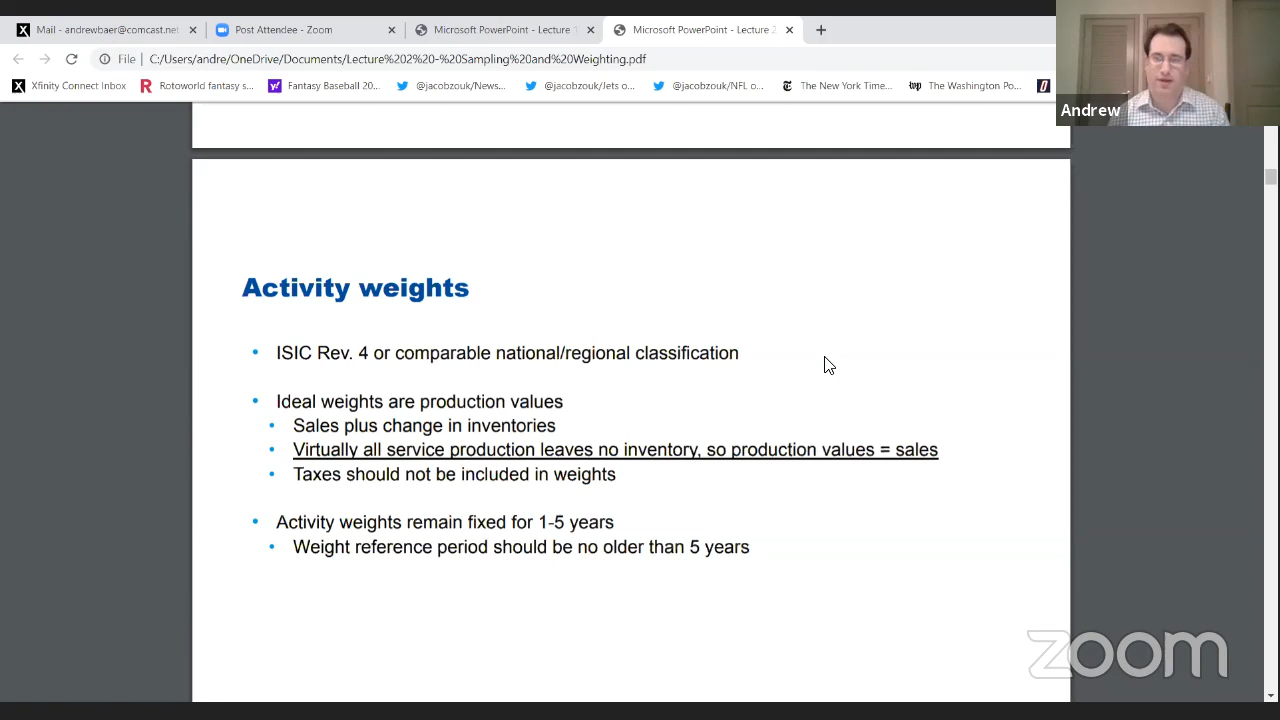 Mail - andrewbaer@comcast.net
Post Attendee - Zoom
Microsoft PowerPoint - Lecture 1
Microsoft PowerPoint - Lecture 2
File
C:/Users/andre/OneDrive/Documents/Lecture%202%20-%20Sampling%20and%20Weighting.pdf
Xfinity Connect Inbox
Rotoworld fantasy s...
Fantasy Baseball 20...
@jacobzouk/News...
@jacobzouk/Jets o...
@jacobzouk/NFL o...
The New York Time...
wp The Washington Po...
Andrew
Activity weights
• ISIC Rev. 4 or comparable national/regional classification
• Ideal weights are production values
• Sales plus change in inventories
• Virtually all service production leaves no inventory, so production values = sales
• Taxes should not be included in weights
• Activity weights remain fixed for 1-5 years
• Weight reference period should be no older than 5 years
zoom